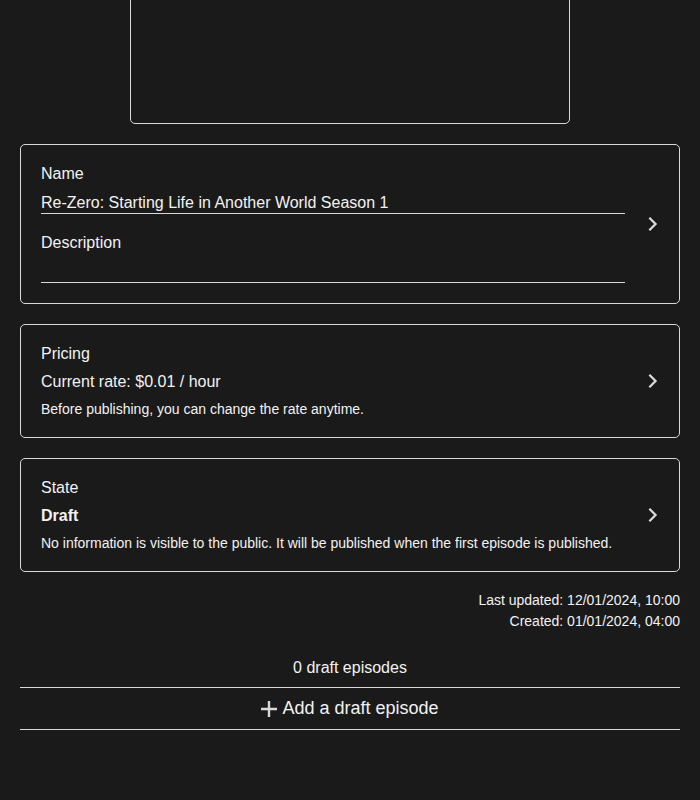 Name
Re-Zero: Starting Life in Another World Season 1
Description
Pricing
Current rate: $0.01 / hour
Before publishing, you can change the rate anytime.
State
Draft
No information is visible to the public. It will be published when the first episode is published.
Last updated: 12/01/2024, 10:00
Created: 01/01/2024, 04:00
0 draft episodes
Add a draft episode